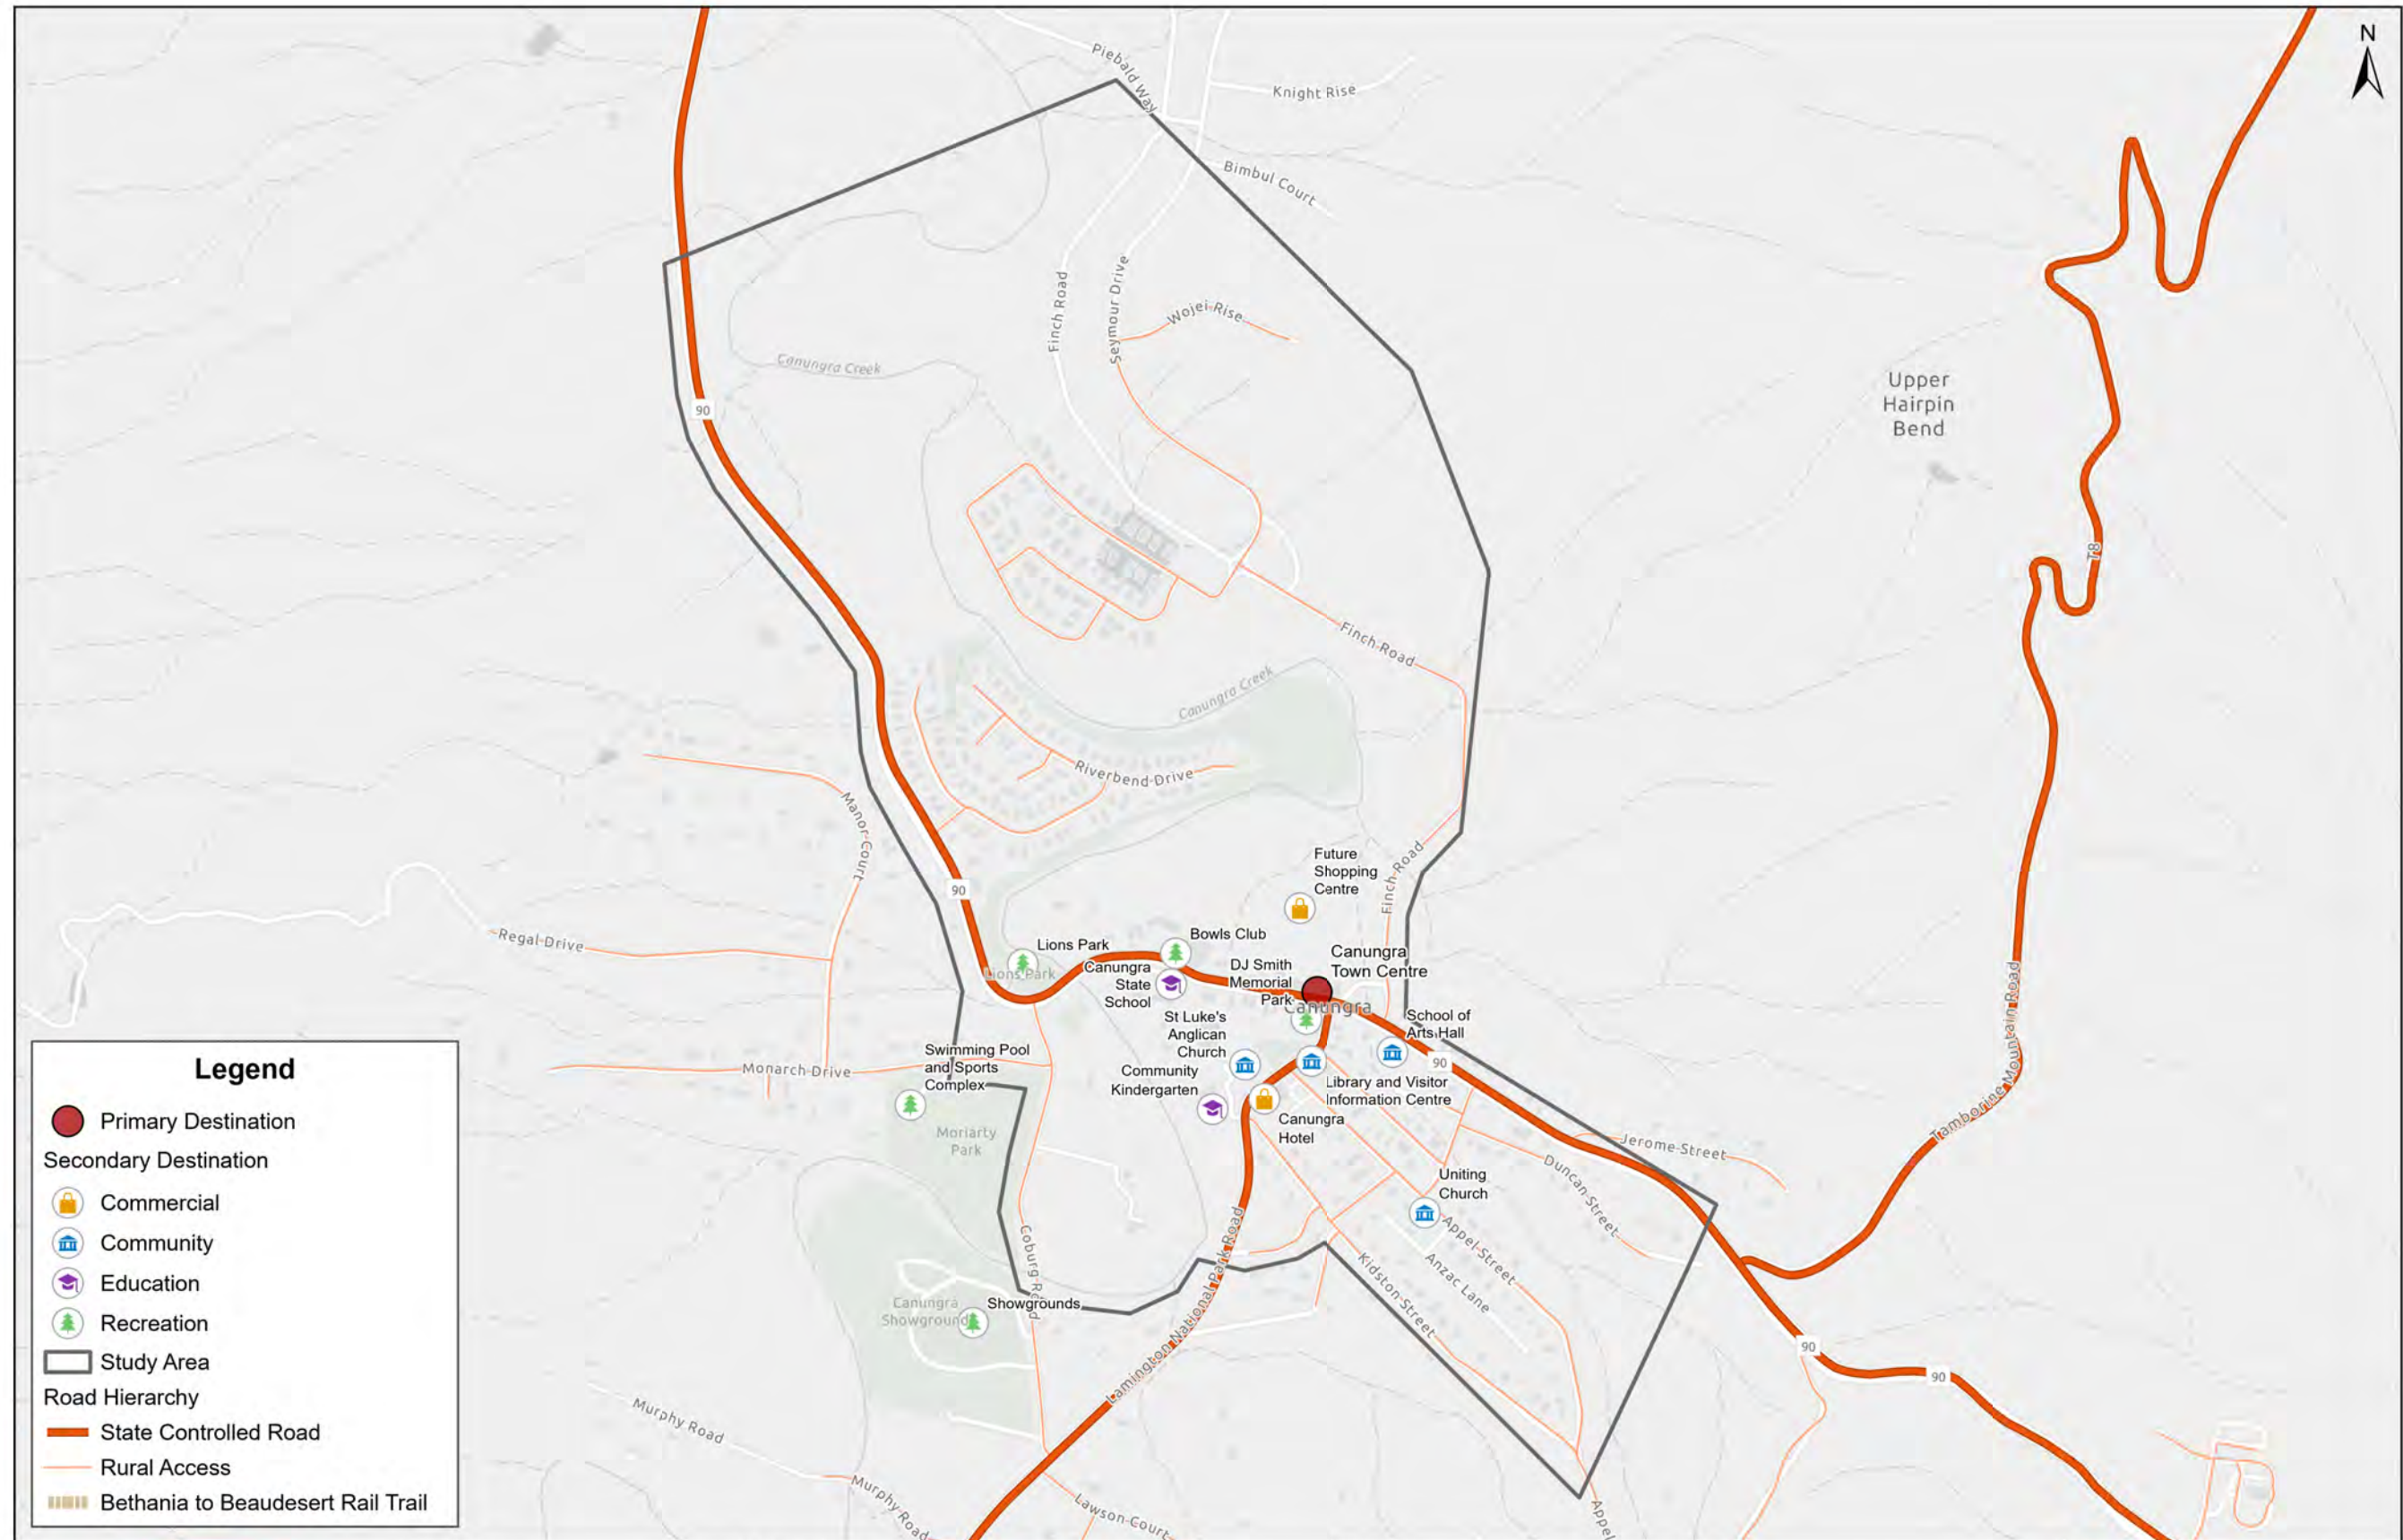 N
Piebald Way
Knight Rise
Bimbul Court
Finch Road
Seymour Drive
Wojei Rise
Canungra Creek
90
Upper
Hairpin
Bend
T8
Finch Road
Canungra Creek
Riverbend Drive
Manor Court
Future
Shopping
Centre
Finch Road
90
Regal Drive
Lions Park
Lions Park
Bowls Club
Canungra
State
School
DJ Smith
Memorial
Park
Canungra
Town Centre
Canungra
School of
Arts Hall
90
St Luke's
Anglican
Church
Community
Kindergarten
Library and Visitor
Information Centre
Canungra
Hotel
Swimming Pool
and Sports
Complex
Monarch Drive
Moriarty
Park
Tamborine Mountain Road
Jerome Street
Duncan Street
Uniting
Church
Appel Street
Anzac Lane
Kidston Street
Coburg Road
Lamington National Park Road
Canungra
Showground
Showgrounds
90
90
Murphy Road
Murphy Road
Lawson Court
Appel
Legend
Primary Destination
Secondary Destination
Commercial
Community
Education
Recreation
Study Area
Road Hierarchy
State Controlled Road
Rural Access
Bethania to Beaudesert Rail Trail